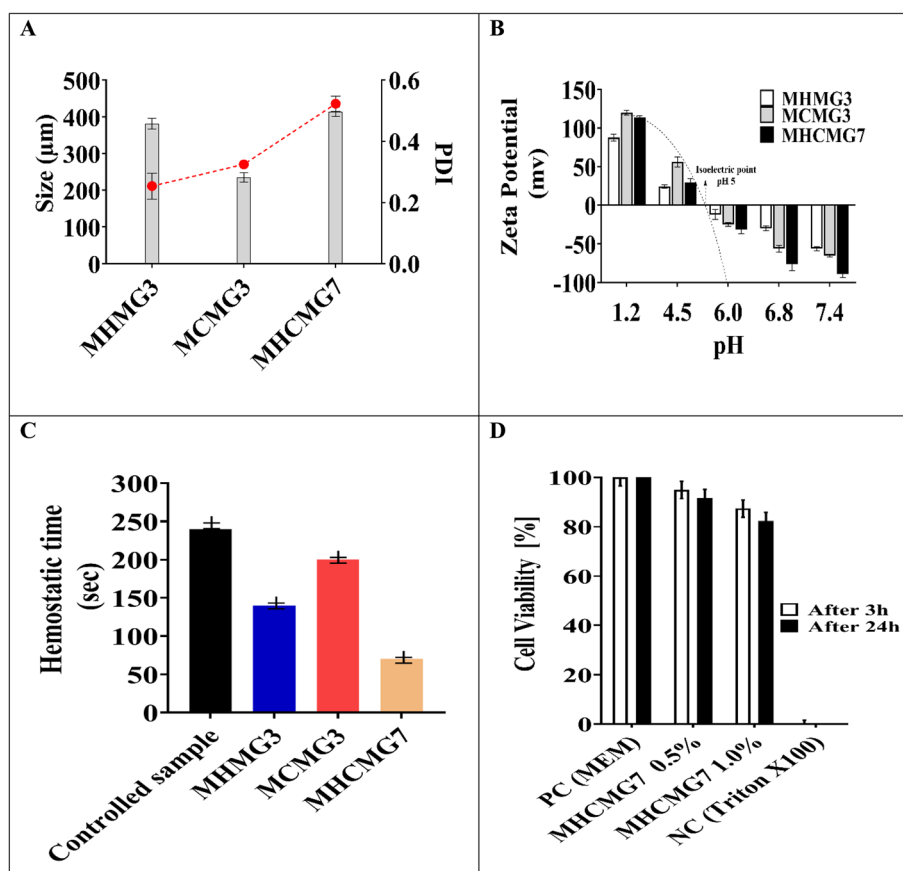 A
Size (μm)
500
400
300
200
100
0
0.6
0.4
0.2
0.0
PDI
MHMG3
MCMG3
MHCMG7
B
Zeta Potential
(mv)
150
100
50
0
-50
-100
MHMG3
MCMG3
MHCMG7
Isoelectric point
pH 5
1.2 4.5 6.0 6.8 7.4
pH
C
Hemostatic time
(sec)
300
250
200
150
100
50
0
Controlled sample
MHMG3
MCMG3
MHCMG7
D
Cell Viability [%]
100
80
60
40
20
0
After 3h
After 24h
PC (MEM)
MHCMG7 0.5%
MHCMG7 1.0%
NC (Triton X100)